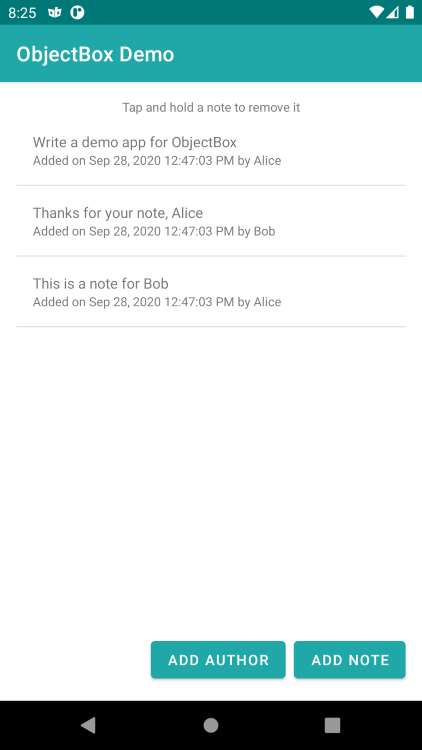 8:25
ObjectBox Demo
Tap and hold a note to remove it
Write a demo app for ObjectBox
Added on Sep 28, 2020 12:47:03 PM by Alice
Thanks for your note, Alice
Added on Sep 28, 2020 12:47:03 PM by Bob
This is a note for Bob
Added on Sep 28, 2020 12:47:03 PM by Alice
ADD AUTHOR ADD NOTE